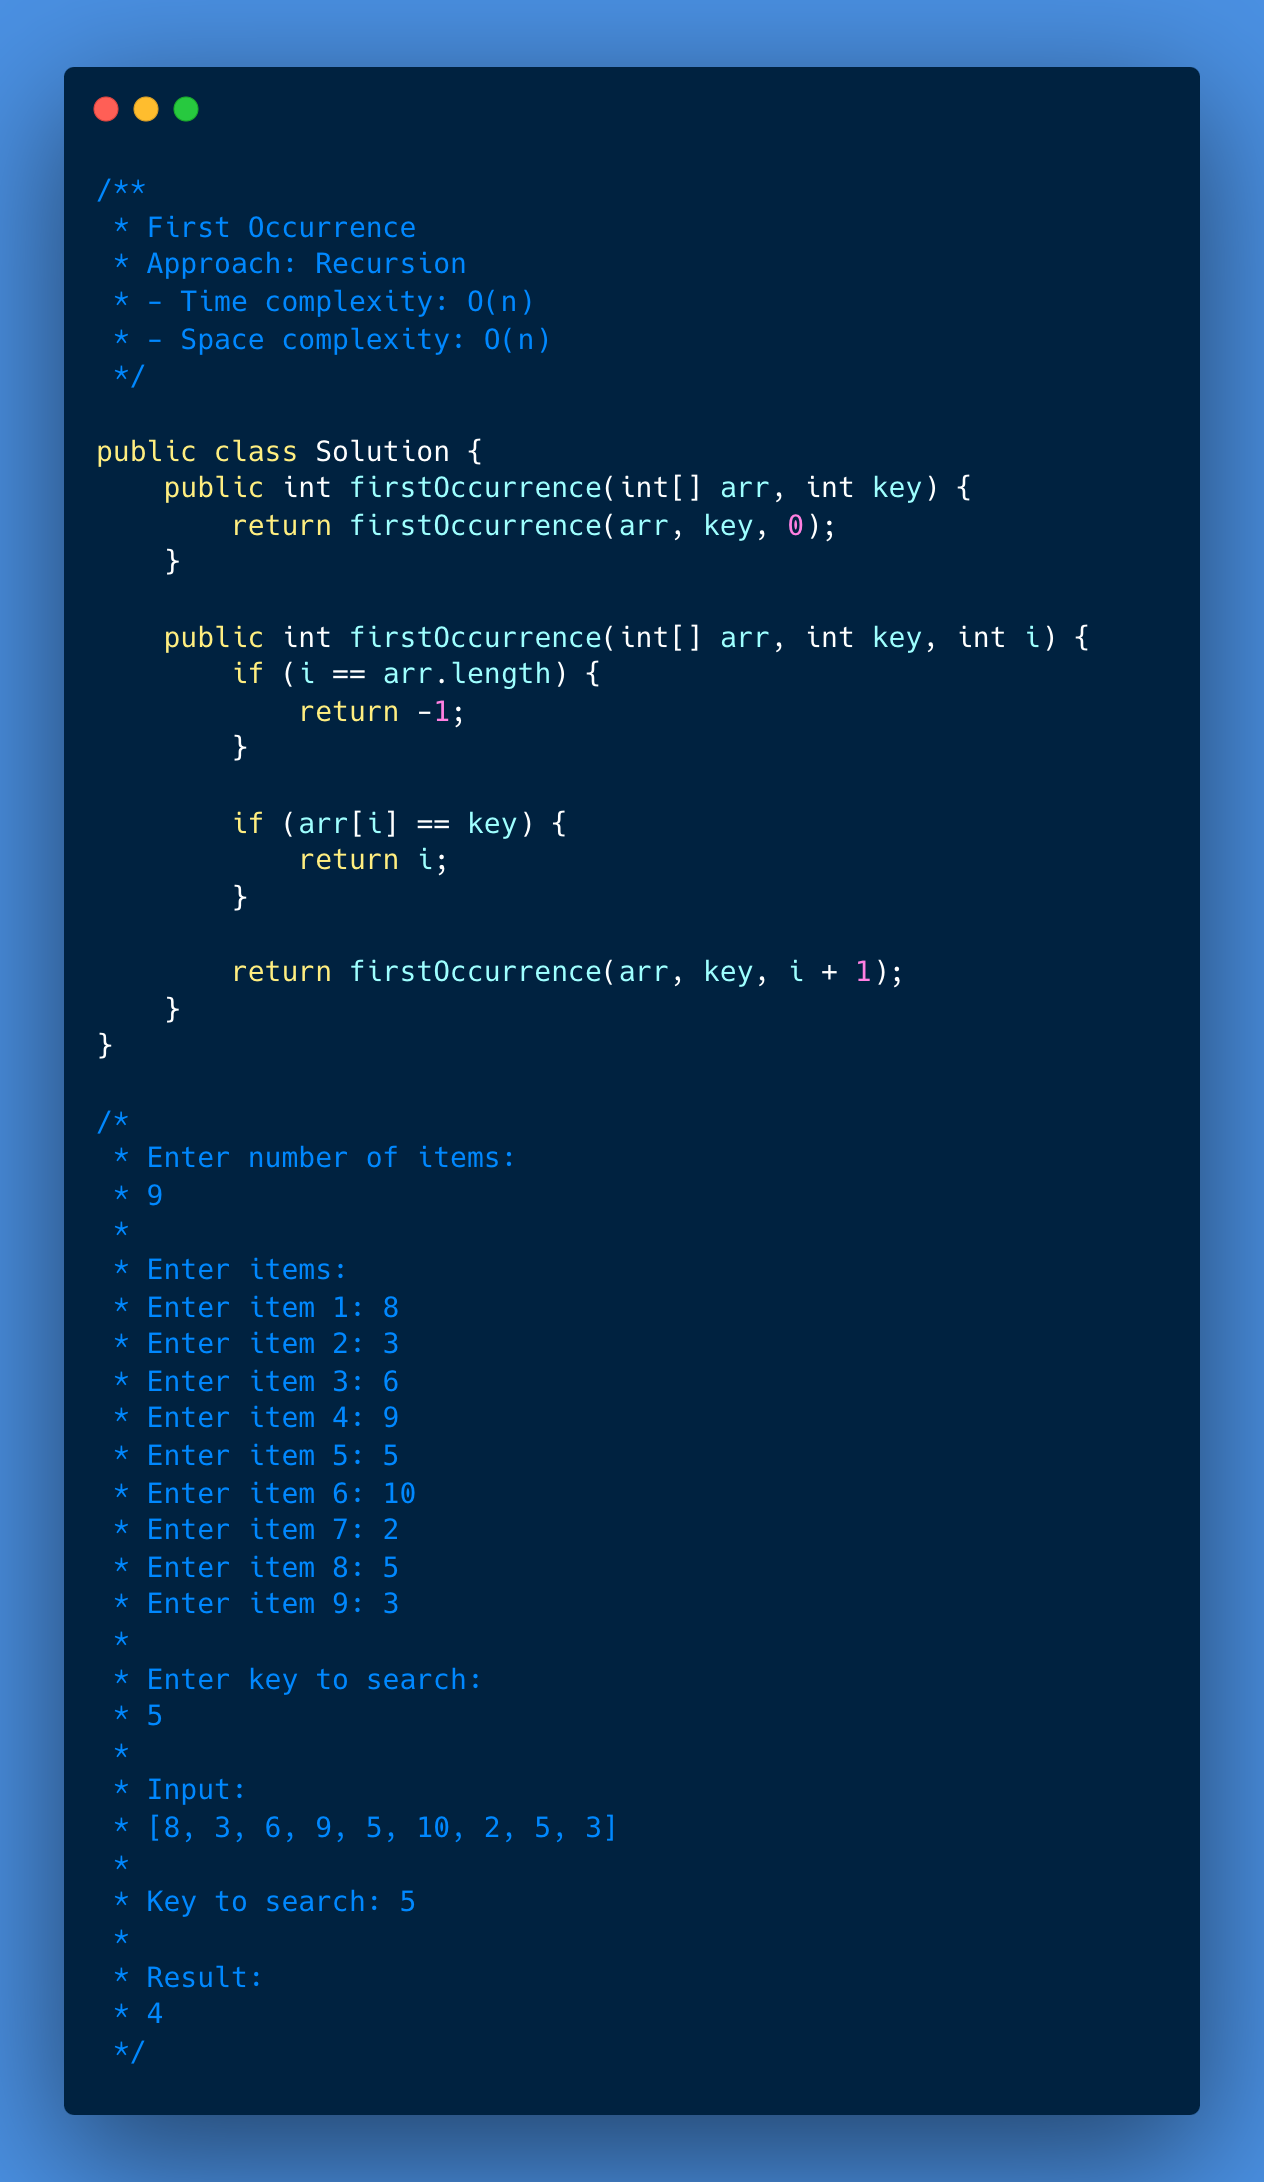 /**
 * First Occurrence
 * Approach: Recursion
 * - Time complexity: O(n)
 * - Space complexity: O(n)
 */

public class Solution {
    public int firstOccurrence(int[] arr, int key) {
        return firstOccurrence(arr, key, 0);
    }

    public int firstOccurrence(int[] arr, int key, int i) {
        if (i == arr.length) {
            return -1;
        }

        if (arr[i] == key) {
            return i;
        }

        return firstOccurrence(arr, key, i + 1);
    }
}

/*
 * Enter number of items:
 * 9
 *
 * Enter items:
 * Enter item 1: 8
 * Enter item 2: 3
 * Enter item 3: 6
 * Enter item 4: 9
 * Enter item 5: 5
 * Enter item 6: 10
 * Enter item 7: 2
 * Enter item 8: 5
 * Enter item 9: 3
 *
 * Enter key to search:
 * 5
 *
 * Input:
 * [8, 3, 6, 9, 5, 10, 2, 5, 3]
 *
 * Key to search: 5
 *
 * Result:
 * 4
 */